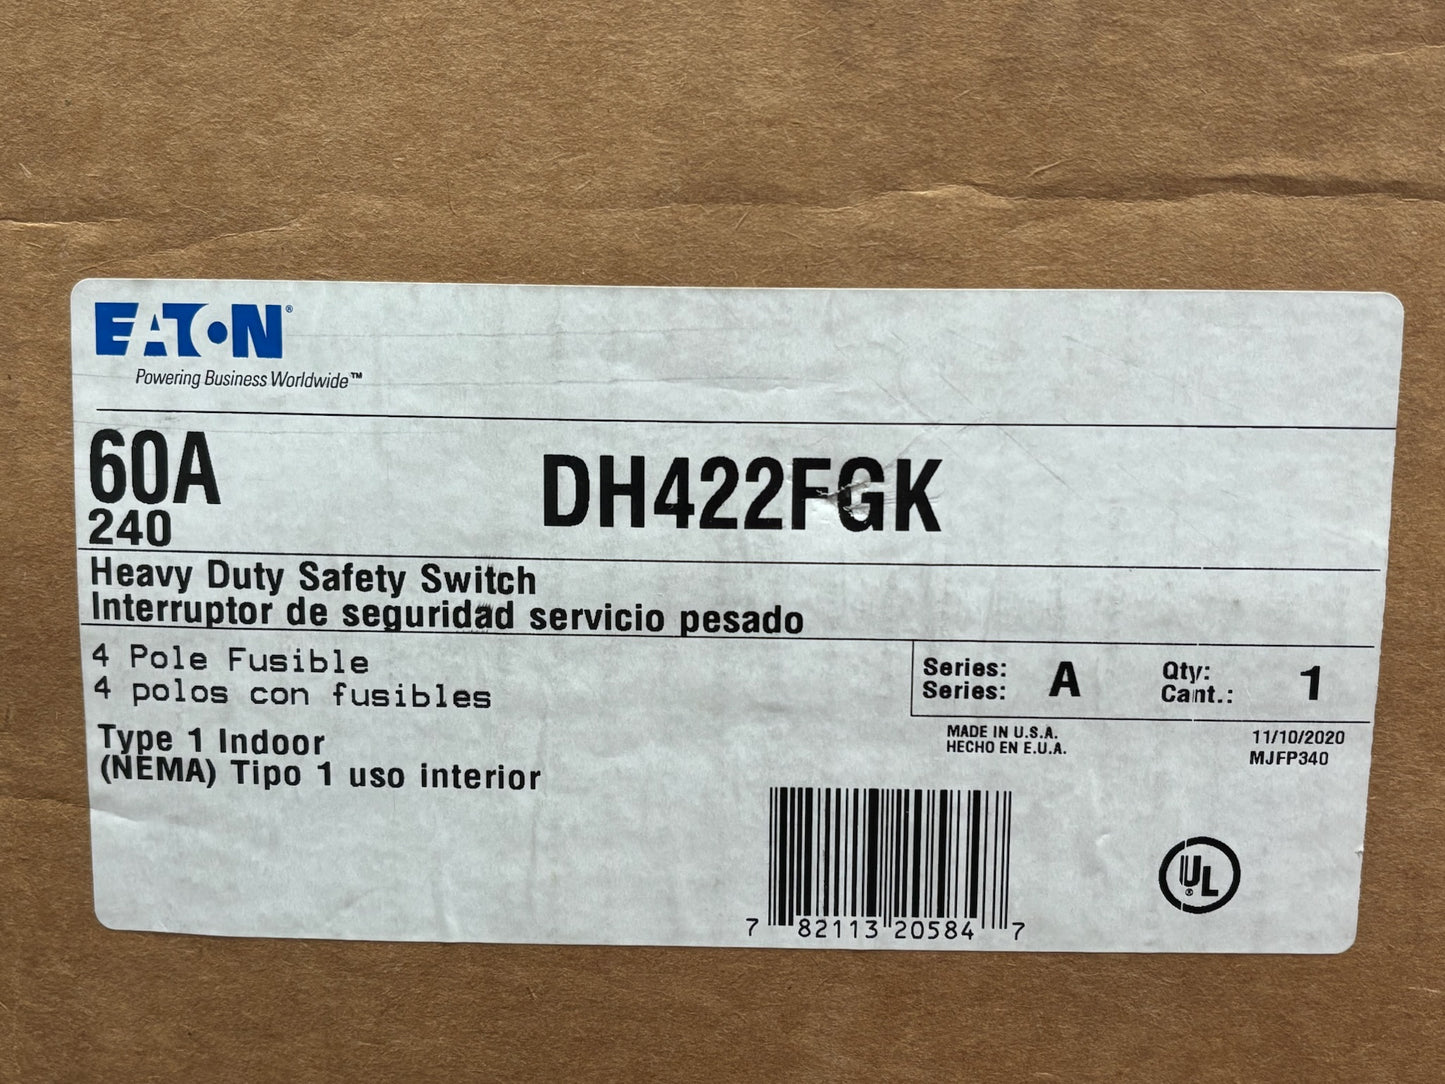 EATON®
Powering Business Worldwide™
60A
DH422FGK
240
Heavy Duty Safety Switch
Interruptor de seguridad servicio pesado
4 Pole Fusible
4 polos con fusibles
Series: A Qty: 1
Series: Cant.:
Type 1 Indoor
(NEMA) Tipo 1 uso interior
MADE IN U.S.A.
HECHO EN E.U.A.
11/10/2020
MJFP340
UL®
7 82113 20584 7